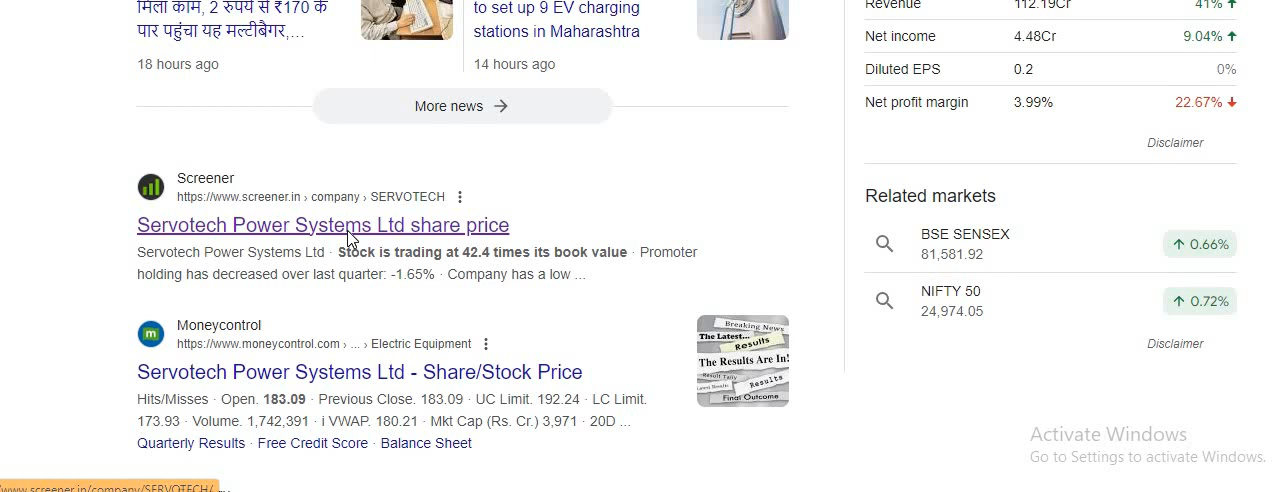 मिला काम, 2 रुपये से ₹170 के
पार पहुंचा यह मल्टीबैगर,...
18 hours ago
to set up 9 EV charging
stations in Maharashtra
14 hours ago
More news →
Screener
https://www.screener.in › company › SERVOTECH
Servotech Power Systems Ltd share price
Servotech Power Systems Ltd · Stock is trading at 42.4 times its book value · Promoter
holding has decreased over last quarter: -1.65% · Company has a low ...
Moneycontrol
https://www.moneycontrol.com › ... › Electric Equipment
Servotech Power Systems Ltd - Share/Stock Price
Hits/Misses · Open. 183.09 · Previous Close. 183.09 · UC Limit. 192.24 · LC Limit.
173.93 · Volume. 1,742,391 · i VWAP. 180.21 · Mkt Cap (Rs. Cr.) 3,971 · 20D ...
Quarterly Results · Free Credit Score · Balance Sheet
Breaking News
The Latest...
Results
The Results Are In!
Result Tally
Latest Results
Results
Final Outcome
Revenue 112.19Cr 41% ↑
Net income 4.48Cr 9.04% ↑
Diluted EPS 0.2 0%
Net profit margin 3.99% 22.67% ↓
Disclaimer
Related markets
BSE SENSEX
81,581.92
↑ 0.66%
NIFTY 50
24,974.05
↑ 0.72%
Disclaimer
Activate Windows
Go to Settings to activate Windows.
www.screener.in/company/SERVOTECH/